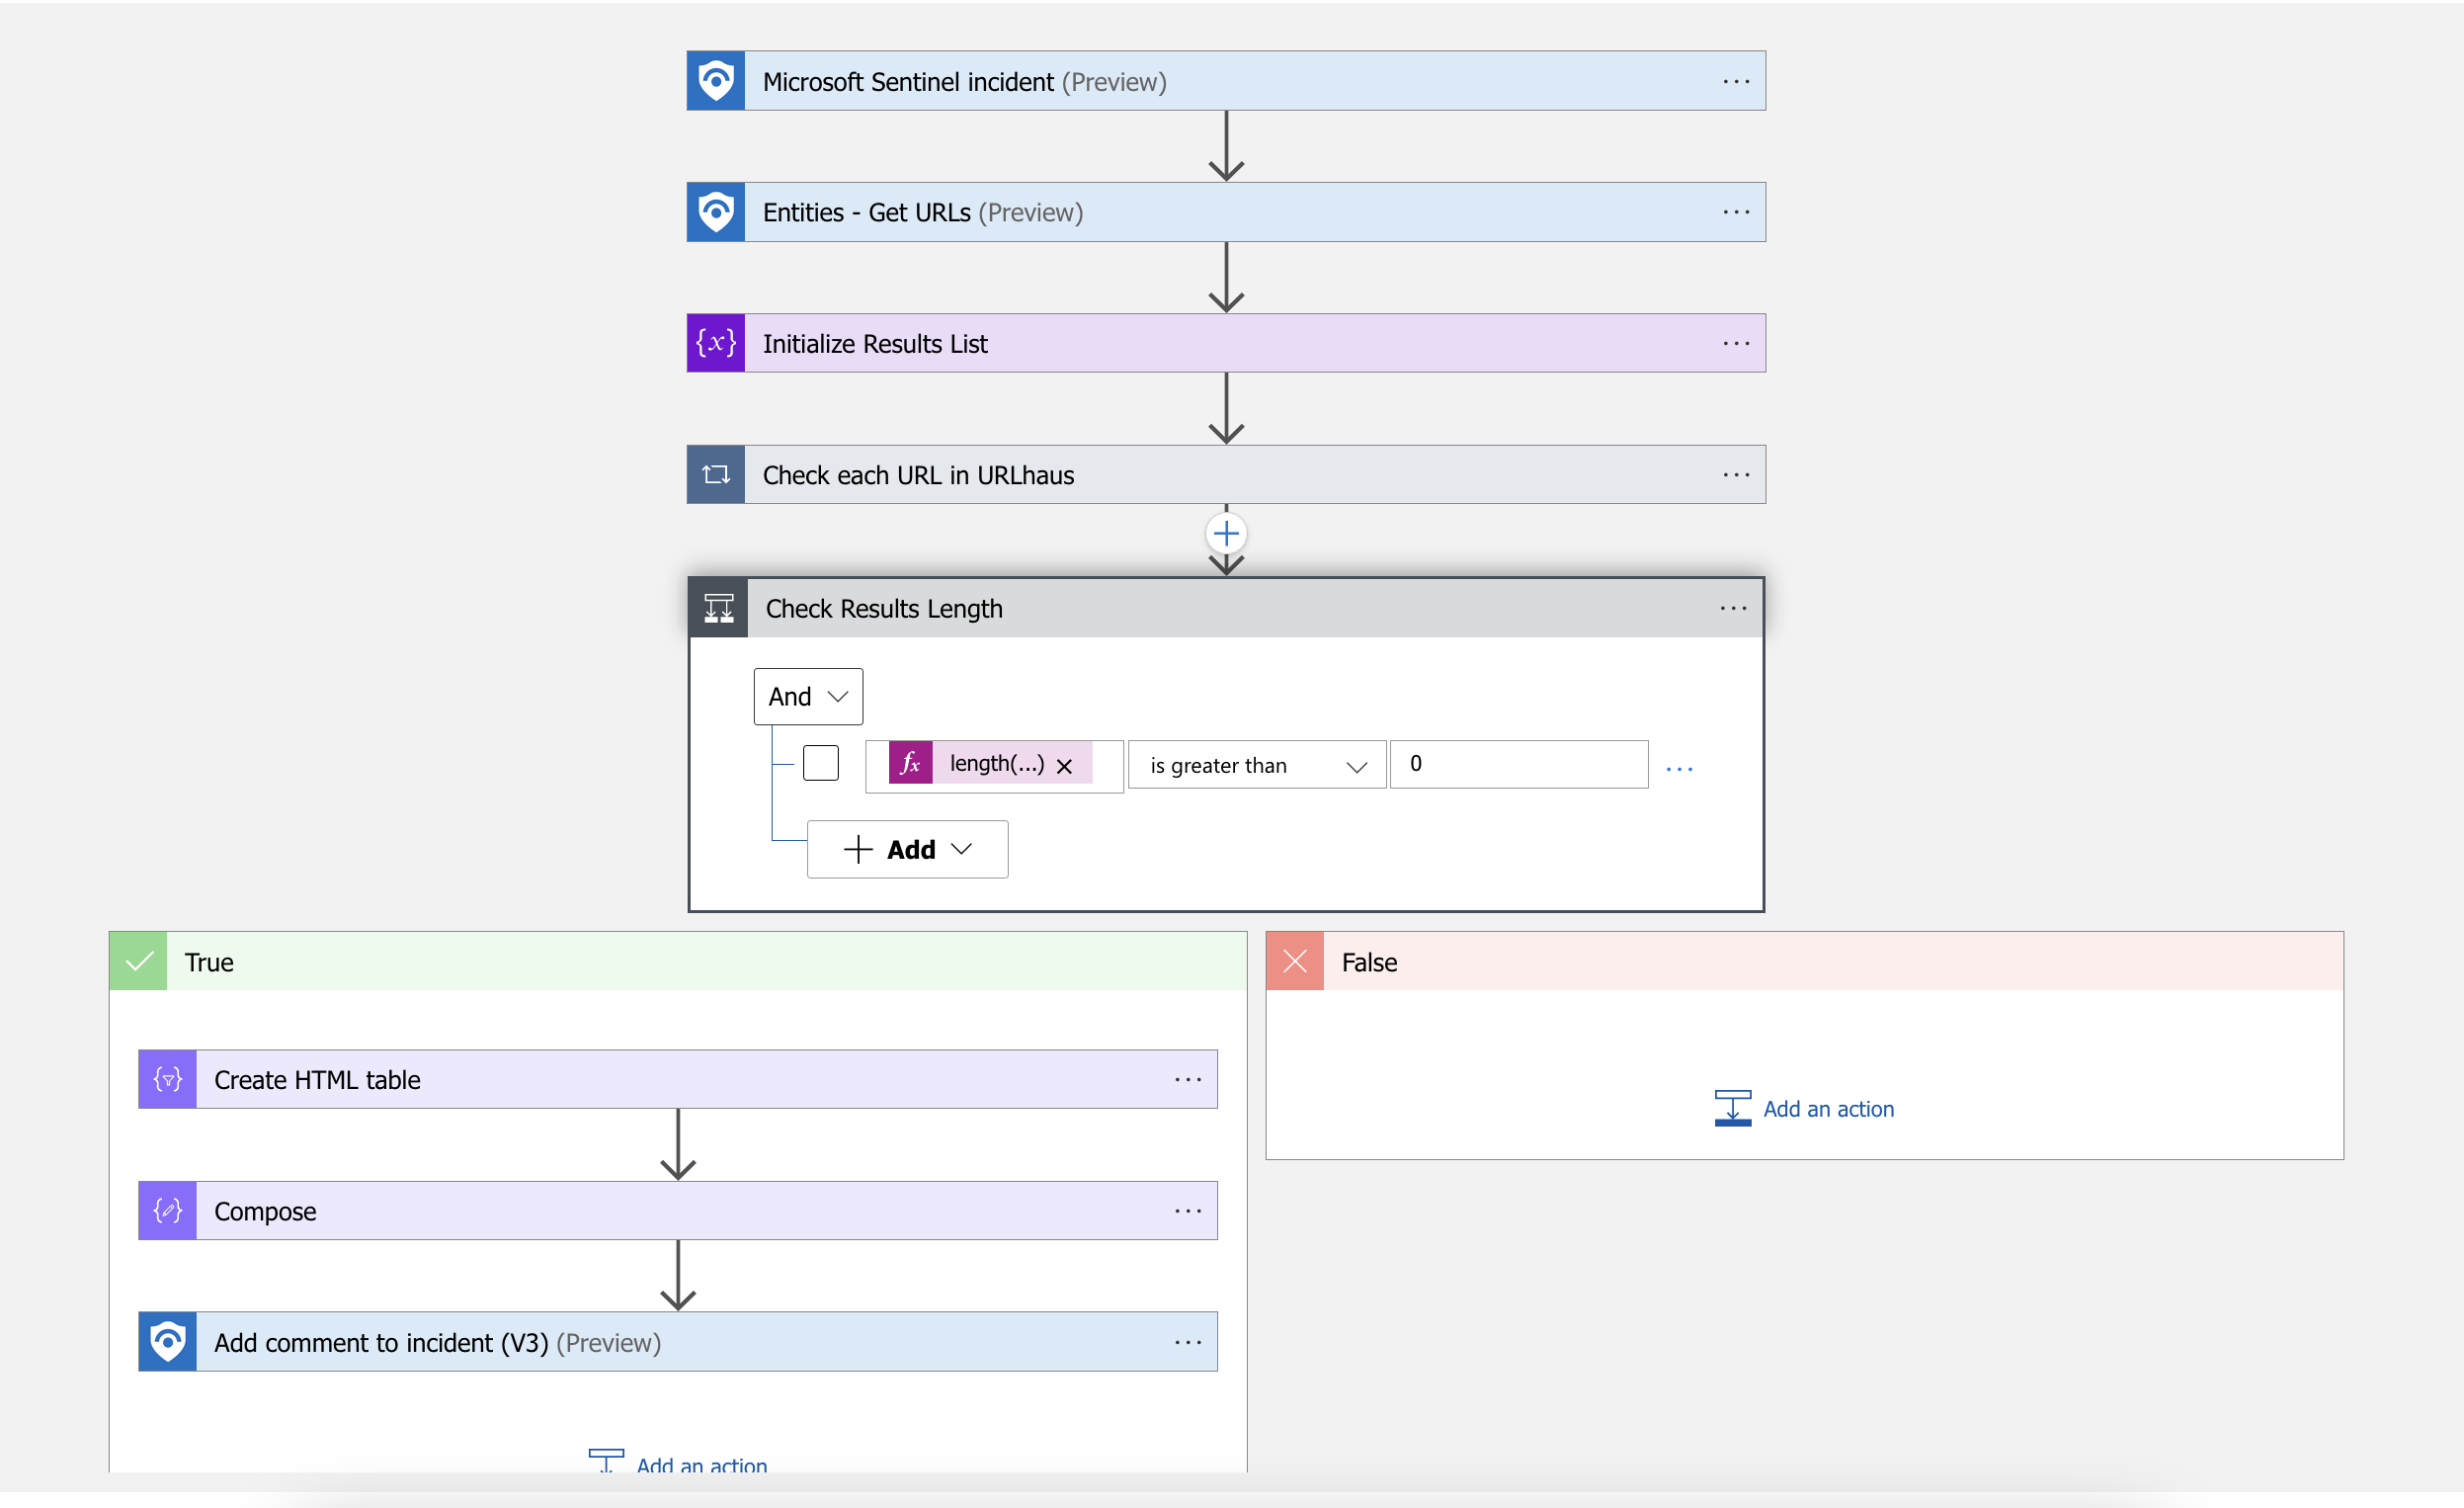 Microsoft Sentinel incident (Preview)
Entities - Get URLs (Preview)
{x} Initialize Results List
Check each URL in URLhaus
Check Results Length
And
fx length(...) is greater than 0
Add
True
False
Create HTML table
Add an action
Compose
Add comment to incident (V3) (Preview)
Add an action